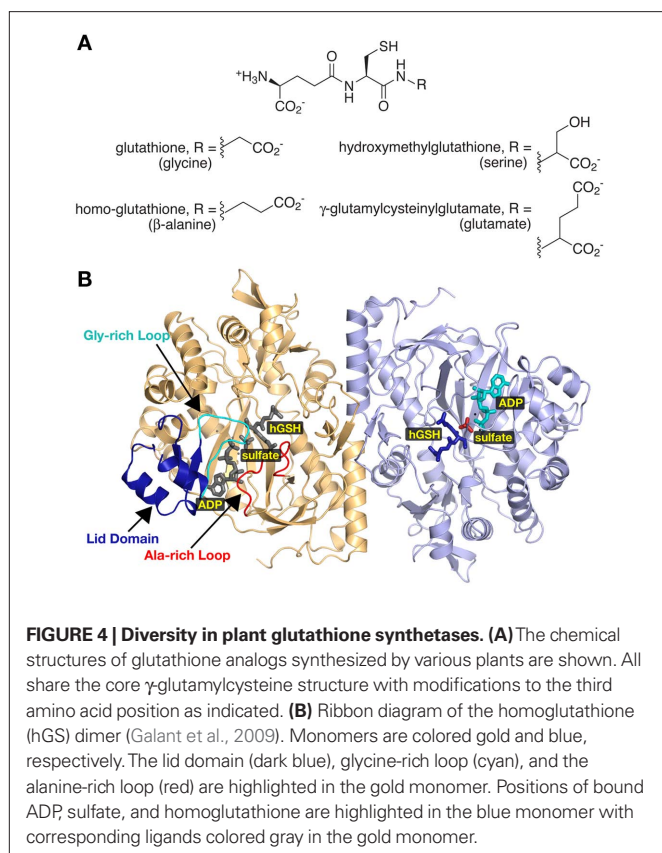 A
SH
O
+H3N
N
H
H
N
R
CO2-
O
glutathione, R =
(glycine)
CO2-
hydroxymethylglutathione, R =
(serine)
OH
CO2-
homo-glutathione, R =
(β-alanine)
CO2-
γ-glutamylcysteinylglutamate, R =
(glutamate)
CO2-
CO2-
B
Gly-rich Loop
hGSH
sulfate
ADP
Lid Domain
Ala-rich Loop
ADP
hGSH
sulfate
FIGURE 4 | Diversity in plant glutathione synthetases. (A) The chemical
structures of glutathione analogs synthesized by various plants are shown. All
share the core γ-glutamylcysteine structure with modifications to the third
amino acid position as indicated. (B) Ribbon diagram of the homoglutathione
(hGS) dimer (Galant et al., 2009). Monomers are colored gold and blue,
respectively. The lid domain (dark blue), glycine-rich loop (cyan), and the
alanine-rich loop (red) are highlighted in the gold monomer. Positions of bound
ADP, sulfate, and homoglutathione are highlighted in the blue monomer with
corresponding ligands colored gray in the gold monomer.